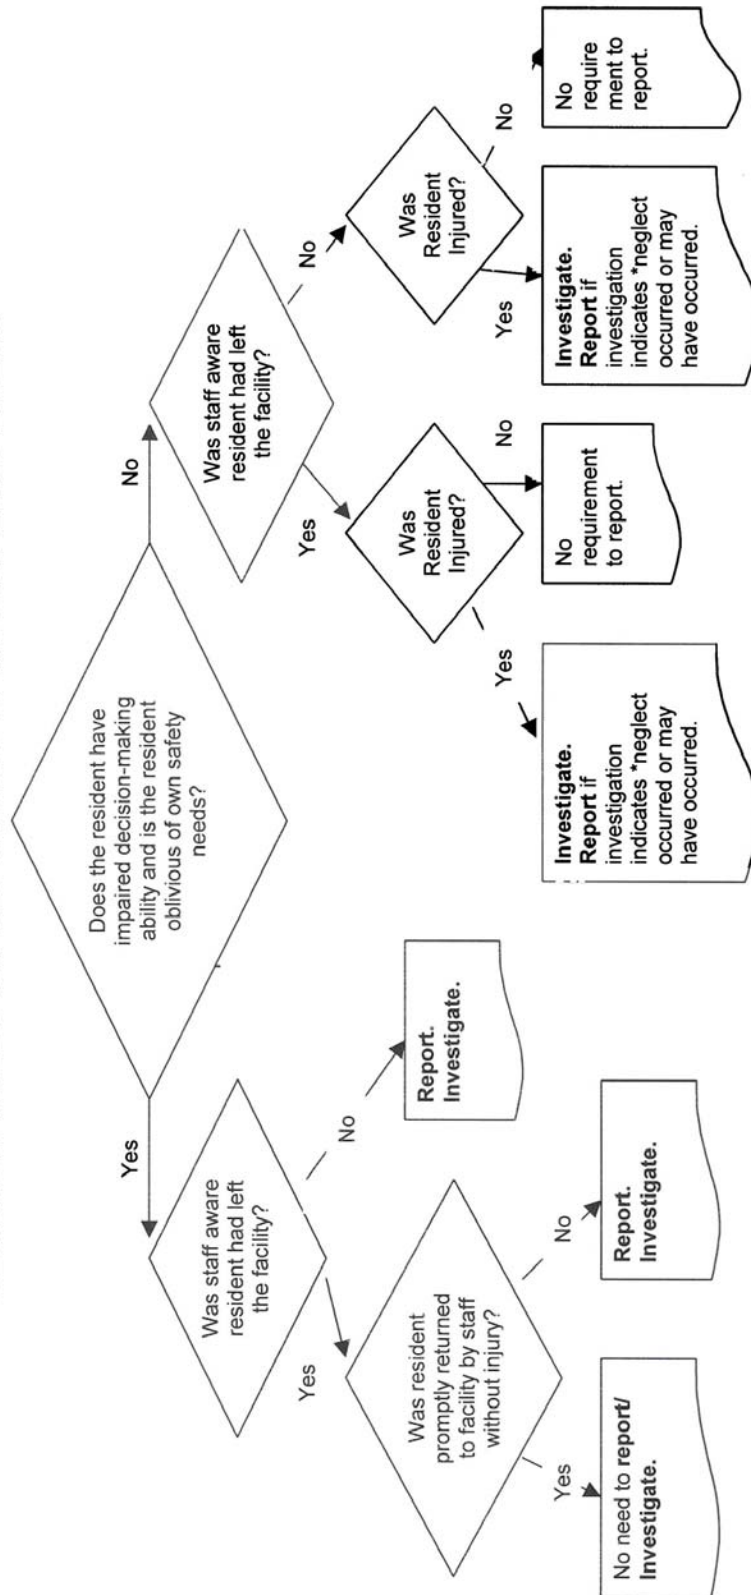 Does the resident have
impaired decision-making
ability and is the resident
oblivious of own safety
needs?
Yes
No
Was staff aware
resident had left
the facility?
Was staff aware
resident had left
the facility?
Yes
No
Yes
No
Was resident
promptly returned
to facility by staff
without injury?
Report.
Investigate.
Was
Resident
Injured?
Was
Resident
Injured?
Yes
No
Yes
No
Yes
No
No need to report/
Investigate.
Report.
Investigate.
Investigate.
Report if
investigation
indicates *neglect
occurred or may
have occurred.
No
requirement
to report.
Investigate.
Report if
investigation
indicates *neglect
occurred or may
have occurred.
No
require
ment to
report.